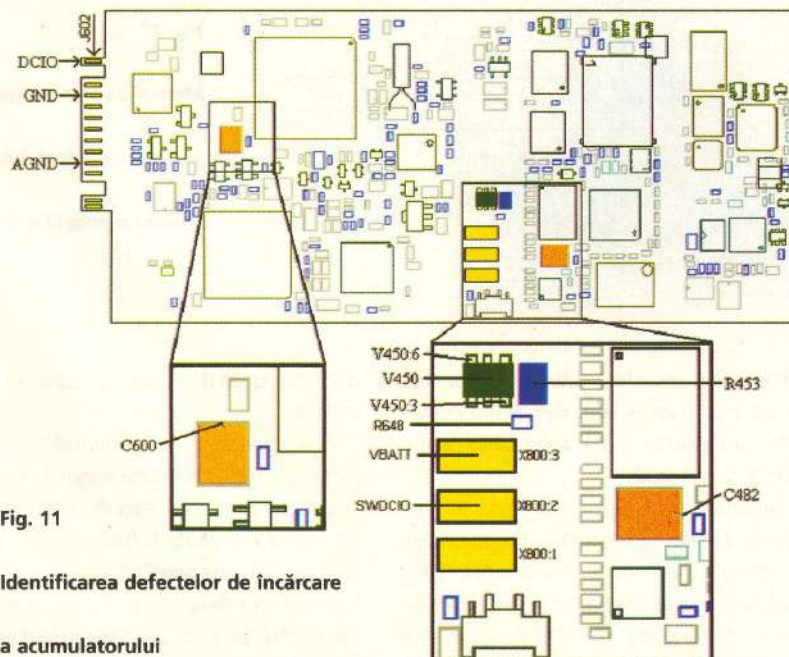 J602
DCIO
GND
AGND
C600
V450:6
V450
V450:3
R648
VBATT
SWDCIO
X800:3
X800:2
X800:1
R453
C482
Fig. 11
Identificarea defectelor de încărcare
a acumulatorului